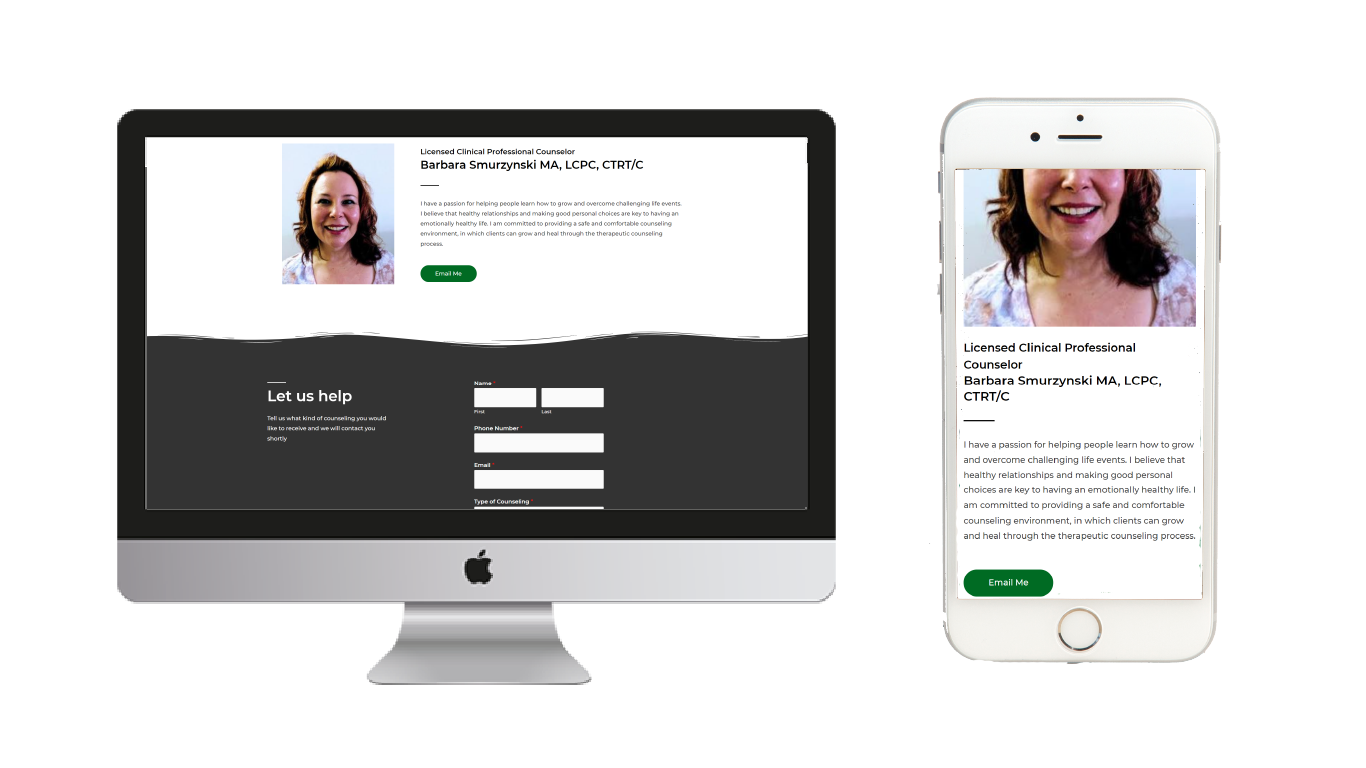 Licensed Clinical Professional Counselor
Barbara Smurzynski MA, LCPC, CTRT/C
I have a passion for helping people learn how to grow and overcome challenging life events.
I believe that healthy relationships and making good personal choices are key to having an
emotionally healthy life. I am committed to providing a safe and comfortable counseling
environment, in which clients can grow and heal through the therapeutic counseling
process.
Email Me
Let us help
Tell us what kind of counseling you would
like to receive and we will contact you
shortly
Name *
First
Last
Phone Number *
Email *
Type of Counseling *
Licensed Clinical Professional
Counselor
Barbara Smurzynski MA, LCPC,
CTRT/C
I have a passion for helping people learn how to grow
and overcome challenging life events. I believe that
healthy relationships and making good personal
choices are key to having an emotionally healthy life. I
am committed to providing a safe and comfortable
counseling environment, in which clients can grow
and heal through the therapeutic counseling process.
Email Me